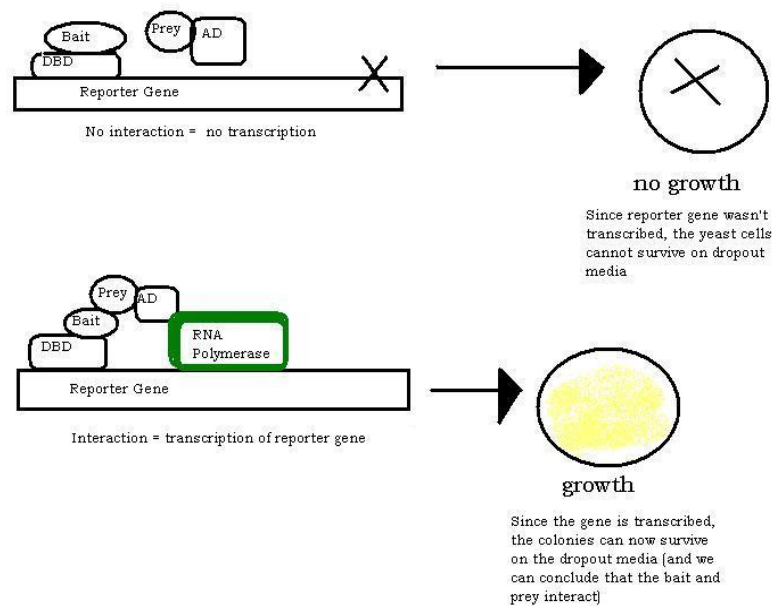 Bait
Prey
AD
DBD
Reporter Gene
No interaction = no transcription
no growth
Since reporter gene wasn't
transcribed, the yeast cells
cannot survive on dropout
media
Prey
AD
Bait
DBD
RNA
Polymerase
Reporter Gene
Interaction = transcription of reporter gene
growth
Since the gene is transcribed,
the colonies can now survive
on the dropout media (and we
can conclude that the bait and
prey interact)